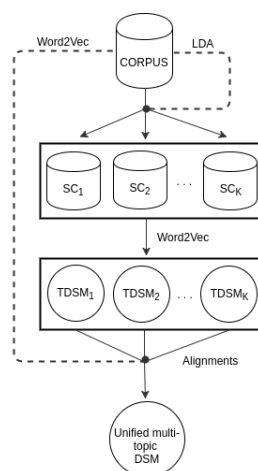 Word2Vec
LDA
CORPUS
SC1
SC2
. . .
SCK
Word2Vec
TDSM1
TDSM2
. . .
TDSMK
Alignments
Unified multi-
topic
DSM